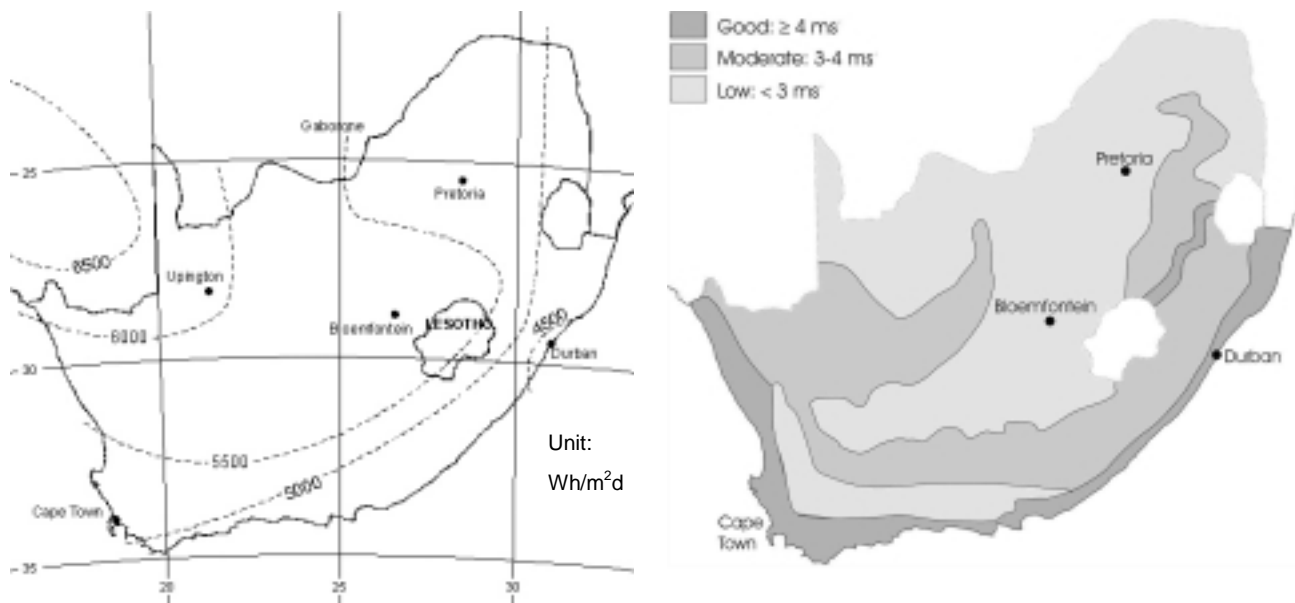 Gaborone
25
Pretoria
6500
Upington
6000
Bloemfontein
LESOTHO
4500
Durban
30
Unit:
Wh/m²d
5500
5000
Cape Town
35
20
25
30
Good: ≥ 4 ms
Moderate: 3-4 ms
Low: < 3 ms
Pretoria
Bloemfontein
Durban
Cape
Town